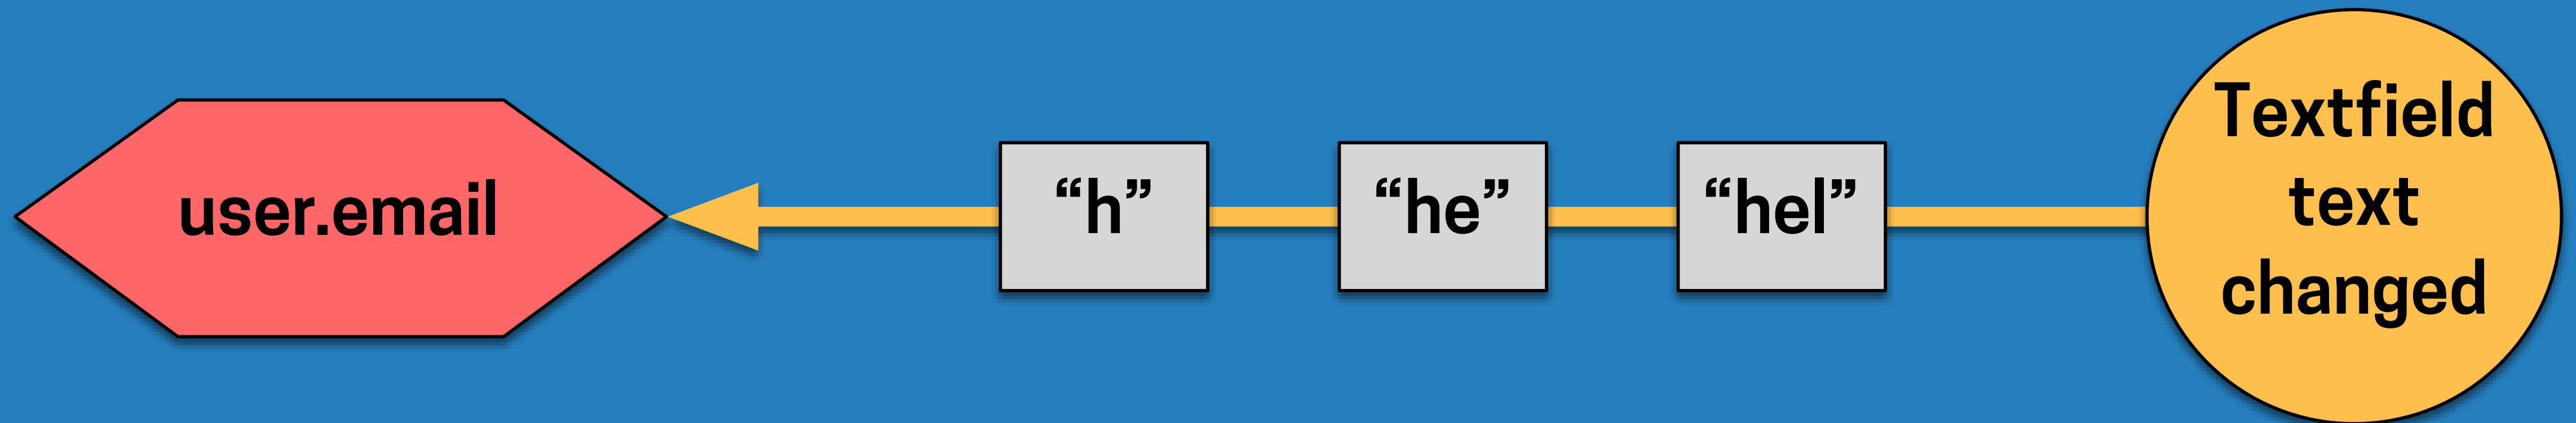 user.email
“h”
“he”
“hel”
Textfield
text
changed